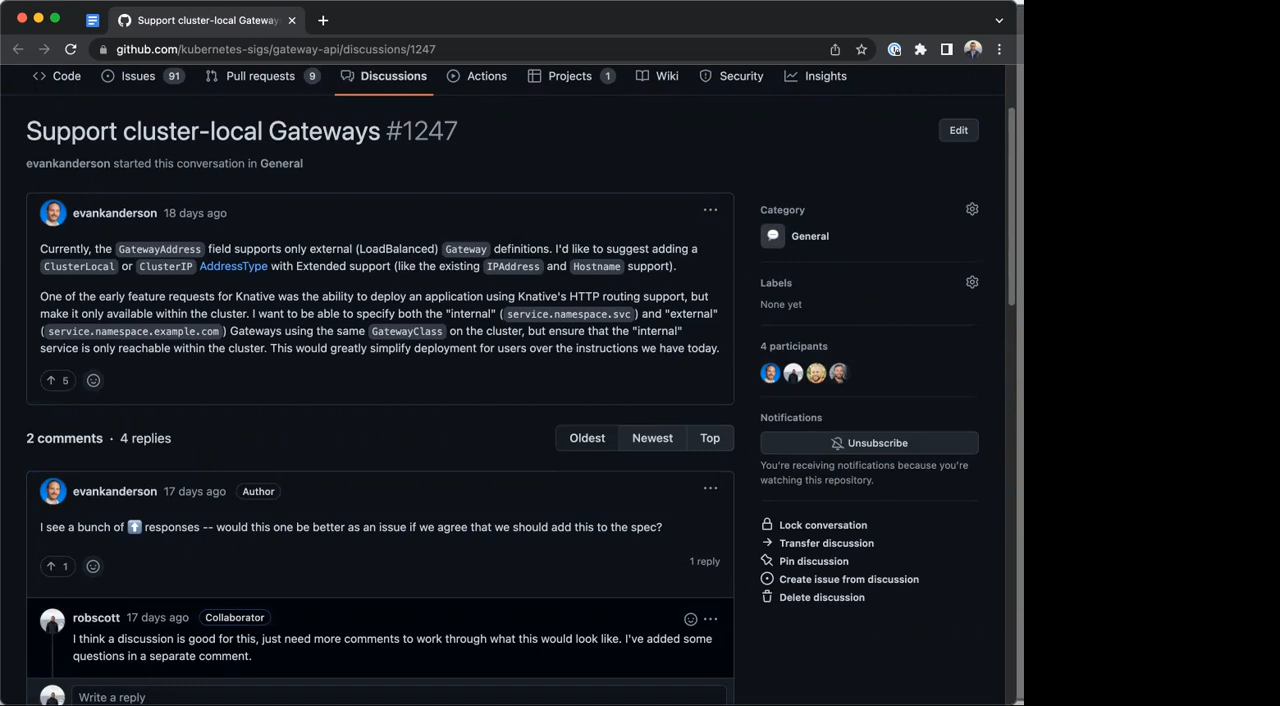 Support cluster-local Gateway
github.com/kubernetes-sigs/gateway-api/discussions/1247
Code Issues 91 Pull requests 9 Discussions Actions Projects 1 Wiki Security Insights
Support cluster-local Gateways #1247
Edit
evankanderson started this conversation in General
evankanderson 18 days ago
Currently, the GatewayAddress field supports only external (LoadBalanced) Gateway definitions. I'd like to suggest adding a
ClusterLocal or ClusterIP AddressType with Extended support (like the existing IPAddress and Hostname support).
One of the early feature requests for Knative was the ability to deploy an application using Knative's HTTP routing support, but
make it only available within the cluster. I want to be able to specify both the "internal" ( service.namespace.svc ) and "external"
( service.namespace.example.com ) Gateways using the same GatewayClass on the cluster, but ensure that the "internal"
service is only reachable within the cluster. This would greatly simplify deployment for users over the instructions we have today.
5
2 comments · 4 replies
Oldest Newest Top
evankanderson 17 days ago Author
I see a bunch of responses -- would this one be better as an issue if we agree that we should add this to the spec?
1
1 reply
robscott 17 days ago Collaborator
I think a discussion is good for this, just need more comments to work through what this would look like. I've added some
questions in a separate comment.
Write a reply
Category
General
Labels
None yet
4 participants
Notifications
Unsubscribe
You're receiving notifications because you're
watching this repository.
Lock conversation
Transfer discussion
Pin discussion
Create issue from discussion
Delete discussion